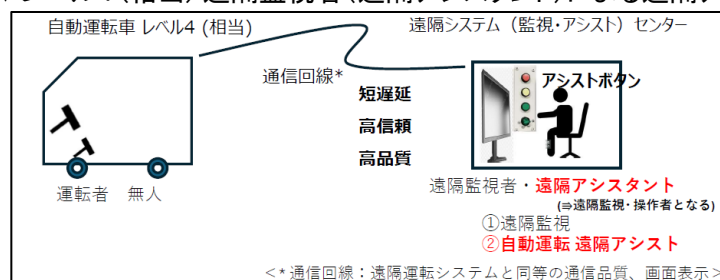 自動運転車 レベル4 (相当)
遠隔システム（監視・アシスト）センター
通信回線*
短遅延
高信頼
高品質
アシストボタン
運転者 無人
遠隔監視者・遠隔アシスタント
(⇒遠隔監視・操作者となる)
①遠隔監視
②自動運転 遠隔アシスト
<*通信回線：遠隔運転システムと同等の通信品質、画面表示>